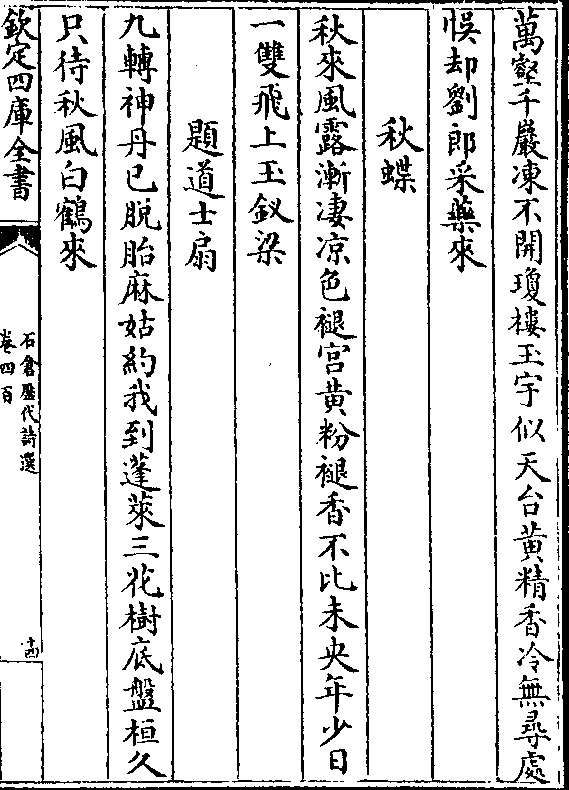 萬壑千巖凍不開瓊樓玉宇似天台黄精香冷無尋處
悞却劉郎采藥來
秋蝶
秋來風露漸凄凉色褪宫黄粉褪香不比未央年少日
一雙飛上玉釵梁
題道士扇
九轉神丹已脱胎麻姑約我到蓬萊三花樹底盤桓久
只待秋風白鶴來
欽定四庫全書
石倉歷代詩選
卷四百
十四